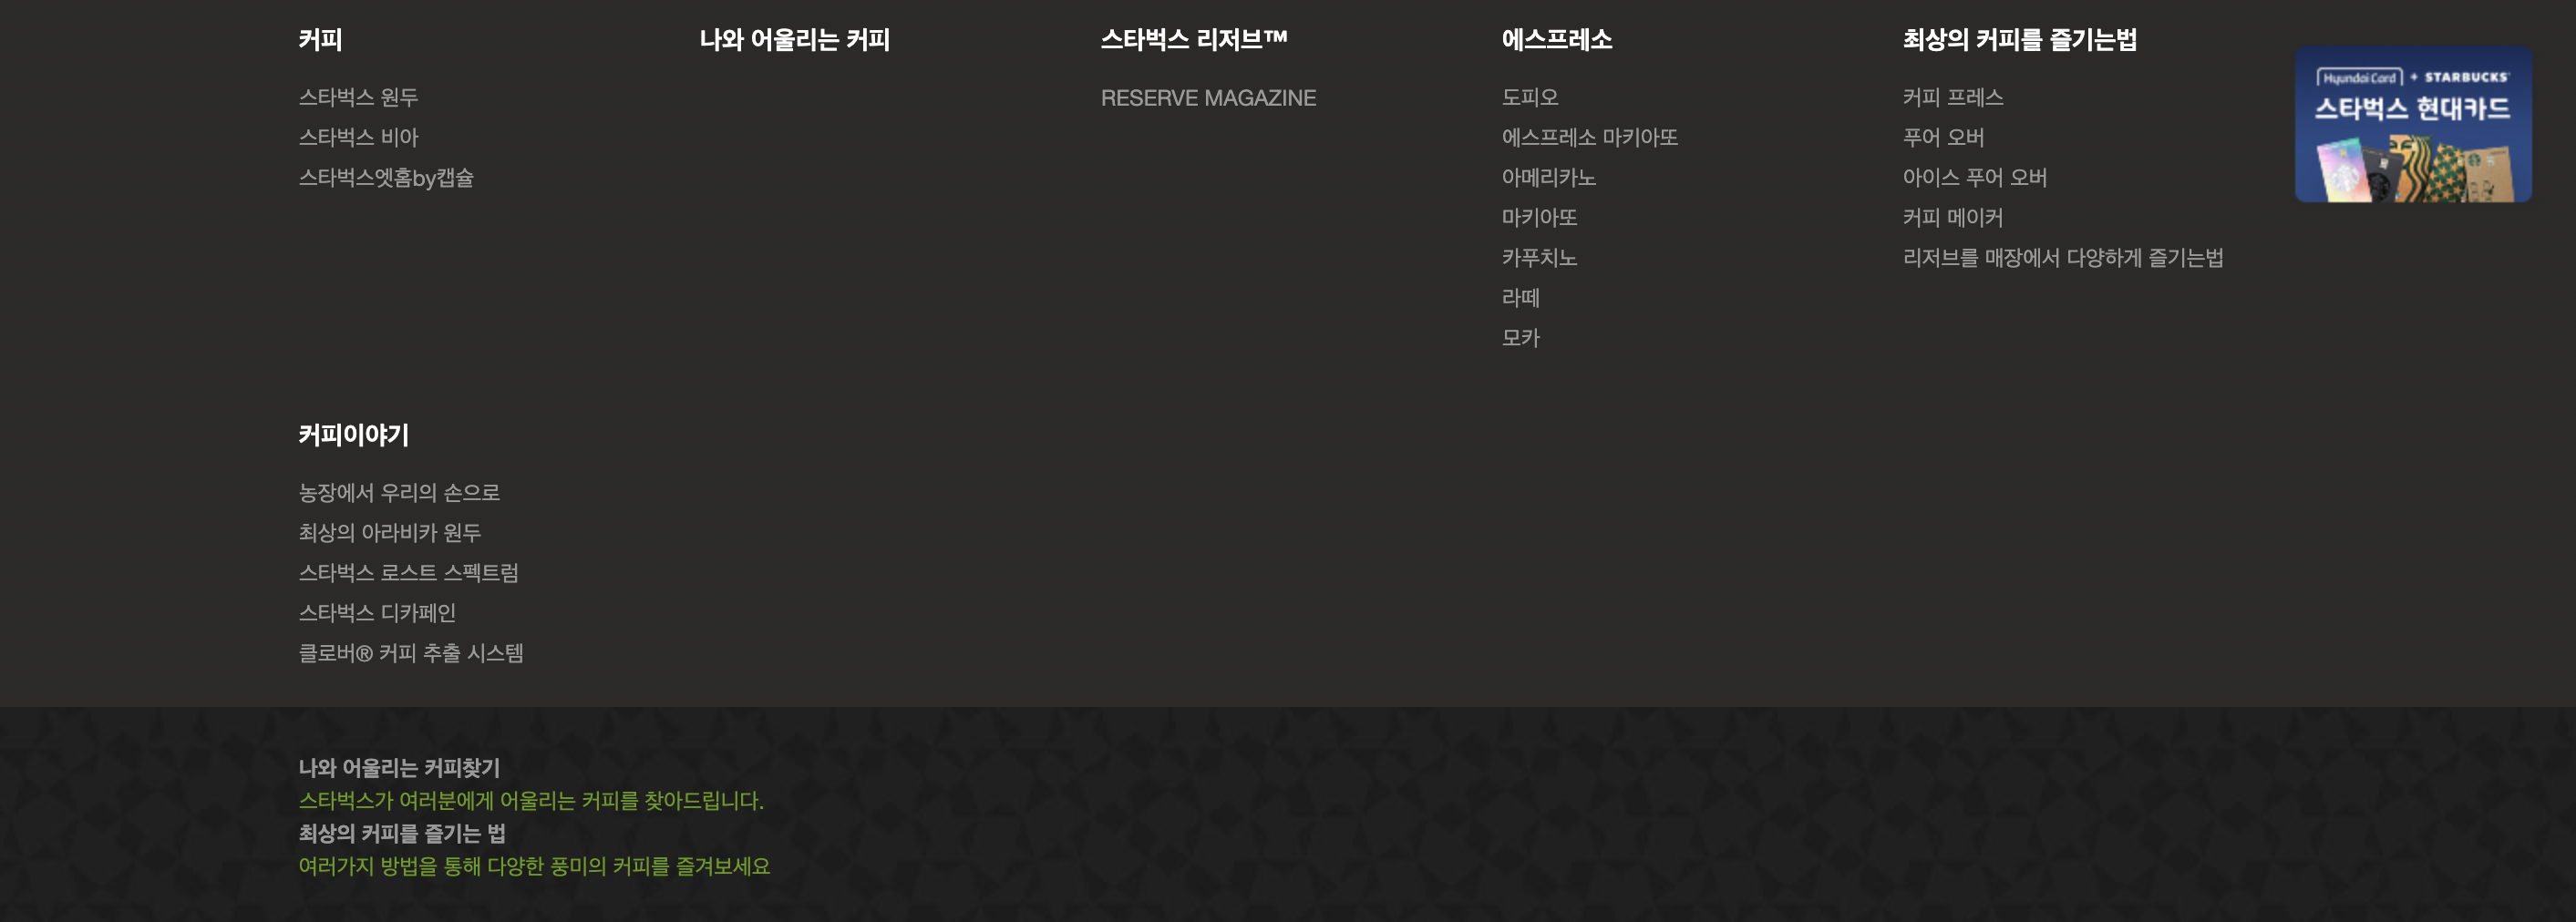 커피
스타벅스 원두
스타벅스 비아
스타벅스엣홈by캡슐
나와 어울리는 커피
스타벅스 리저브™
RESERVE MAGAZINE
에스프레소
도피오
에스프레소 마키아또
아메리카노
마키아또
카푸치노
라떼
모카
최상의 커피를 즐기는법
커피 프레스
푸어 오버
아이스 푸어 오버
커피 메이커
리저브를 매장에서 다양하게 즐기는법
Hyundai Card + STARBUCKS
스타벅스 현대카드
커피이야기
농장에서 우리의 손으로
최상의 아라비카 원두
스타벅스 로스트 스펙트럼
스타벅스 디카페인
클로버® 커피 추출 시스템
나와 어울리는 커피찾기
스타벅스가 여러분에게 어울리는 커피를 찾아드립니다.
최상의 커피를 즐기는 법
여러가지 방법을 통해 다양한 풍미의 커피를 즐겨보세요